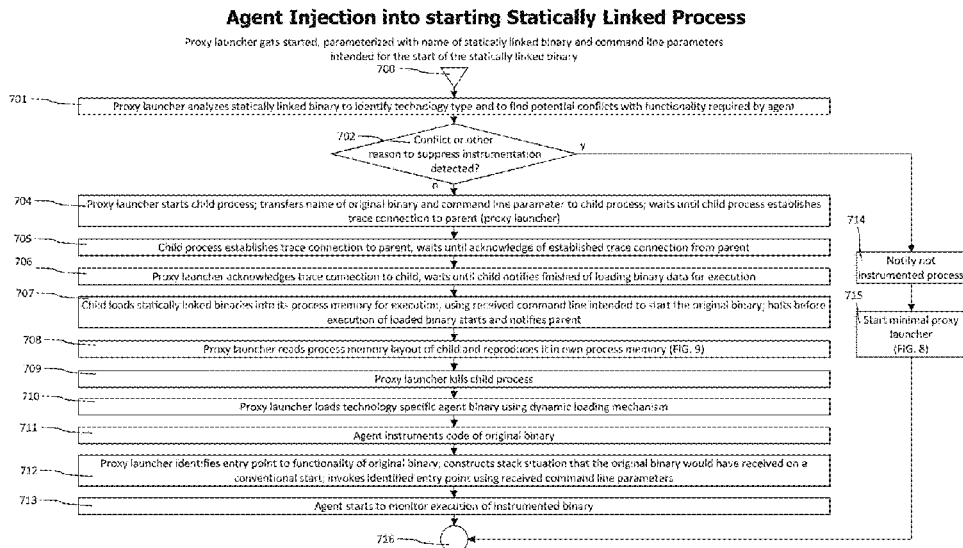 Agent Injection into starting Statically Linked Process
Proxy launcher gets started, parameterized with name of statically linked binary and command line parameters
intended for the start of the statically linked binary
700
701
Proxy launcher analyzes statically linked binary to identify technology type and to find potential conflicts with functionality required by agent
702
Conflict or other
reason to suppress instrumentation
detected?
y
n
704
Proxy launcher starts child process; transfers name of original binary and command line parameter to child process; waits until child process establishes
trace connection to parent (proxy launcher)
705
Child process establishes trace connection to parent, waits until acknowledge of established trace connection from parent
706
Proxy launcher acknowledges trace connection to child, waits until child notifies finished of loading binary data for execution
707
Child loads statically linked binaries into its process memory for execution, using received command line intended to start the original binary; halts before
execution of loaded binary starts and notifies parent
708
Proxy launcher reads process memory layout of child and reproduces it in own process memory (FIG. 9)
709
Proxy launcher kills child process
710
Proxy launcher loads technology specific agent binary using dynamic loading mechanism
711
Agent instruments code of original binary
712
Proxy launcher identifies entry point to functionality of original binary; constructs stack situation that the original binary would have received on a
conventional start; invokes identified entry point using received command line parameters
713
Agent starts to monitor execution of instrumented binary
714
Notify not
instrumented process
715
Start minimal proxy
launcher
(FIG. 8)
716